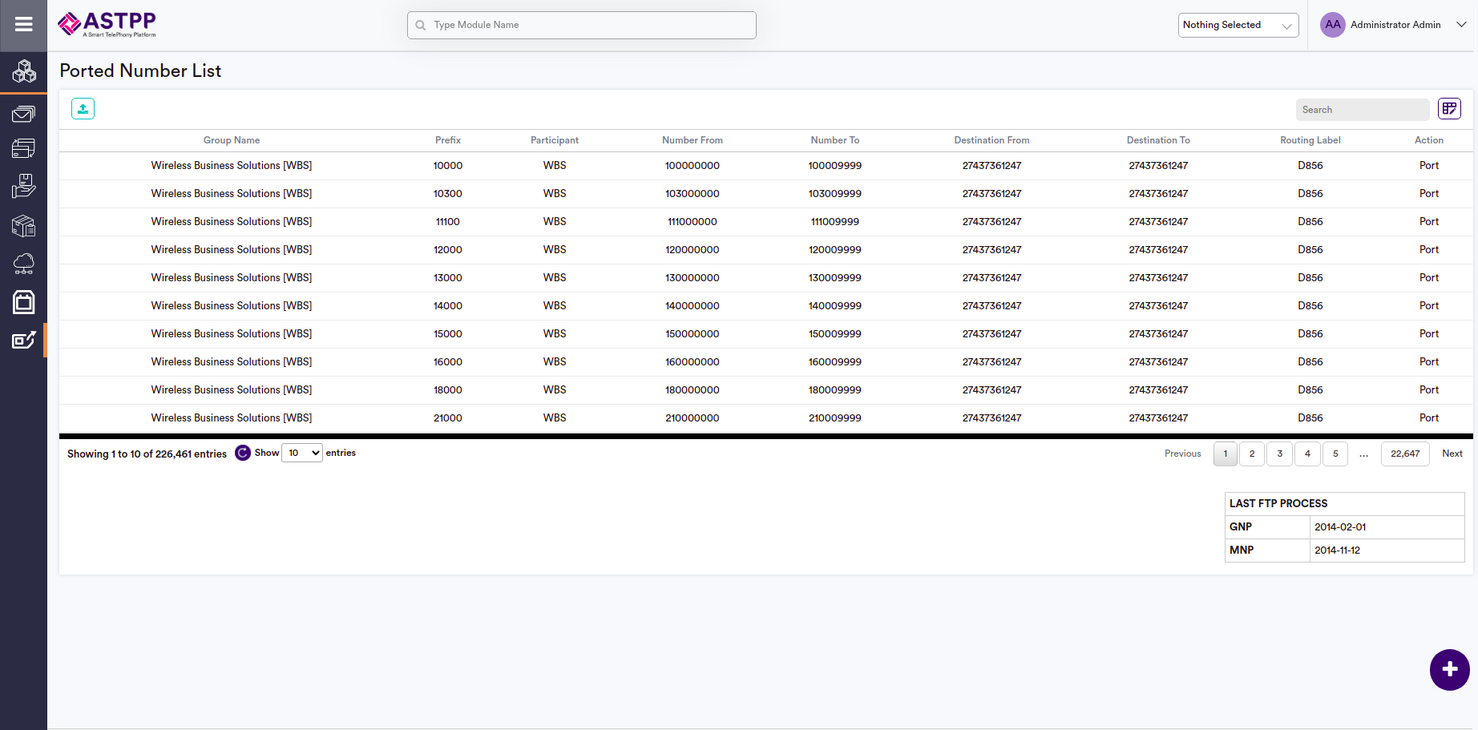 ASTPP
A Smart TelePhony Platform
Type Module Name
Nothing Selected
AA Administrator Admin
Ported Number List
Search
Group Name Prefix Participant Number From Number To Destination From Destination To Routing Label Action
Wireless Business Solutions [WBS] 10000 WBS 100000000 100009999 27437361247 27437361247 D856 Port
Wireless Business Solutions [WBS] 10300 WBS 103000000 103009999 27437361247 27437361247 D856 Port
Wireless Business Solutions [WBS] 11100 WBS 111000000 111009999 27437361247 27437361247 D856 Port
Wireless Business Solutions [WBS] 12000 WBS 120000000 120009999 27437361247 27437361247 D856 Port
Wireless Business Solutions [WBS] 13000 WBS 130000000 130009999 27437361247 27437361247 D856 Port
Wireless Business Solutions [WBS] 14000 WBS 140000000 140009999 27437361247 27437361247 D856 Port
Wireless Business Solutions [WBS] 15000 WBS 150000000 150009999 27437361247 27437361247 D856 Port
Wireless Business Solutions [WBS] 16000 WBS 160000000 160009999 27437361247 27437361247 D856 Port
Wireless Business Solutions [WBS] 18000 WBS 180000000 180009999 27437361247 27437361247 D856 Port
Wireless Business Solutions [WBS] 21000 WBS 210000000 210009999 27437361247 27437361247 D856 Port
Showing 1 to 10 of 226,461 entries Show 10 entries Previous 1 2 3 4 5 ... 22,647 Next
LAST FTP PROCESS
GNP 2014-02-01
MNP 2014-11-12